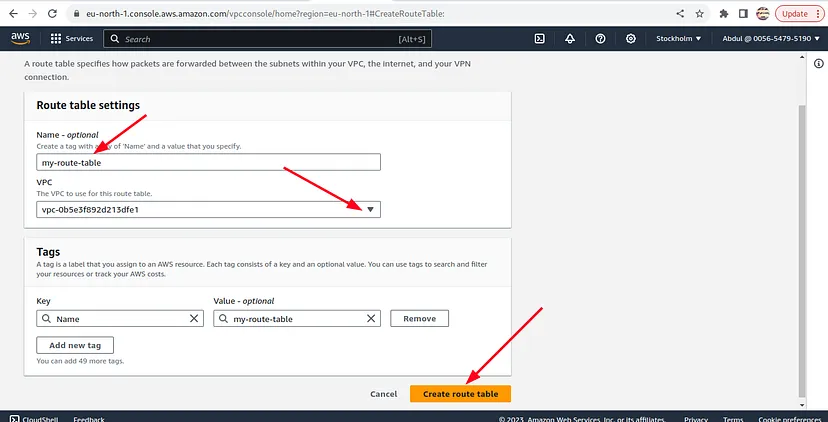 eu-north-1.console.aws.amazon.com/vpcconsole/home?region=eu-north-1#CreateRouteTable:
Update
aws
Services
Search
[Alt+S]
Stockholm
Abdul @ 0056-5479-5190
A route table specifies how packets are forwarded between the subnets within your VPC, the internet, and your VPN
connection.
Route table settings
Name - optional
Create a tag with a key of 'Name' and a value that you specify.
my-route-table
VPC
The VPC to use for this route table.
vpc-0b5e3f892d213dfe1
Tags
A tag is a label that you assign to an AWS resource. Each tag consists of a key and an optional value. You can use tags to search and filter
your resources or track your AWS costs.
Key
Value - optional
Name
my-route-table
Remove
Add new tag
You can add 49 more tags.
Cancel
Create route table
CloudShell
Feedback
© 2023, Amazon Web Services, Inc. or its affiliates.
Privacy
Terms
Cookie preferences